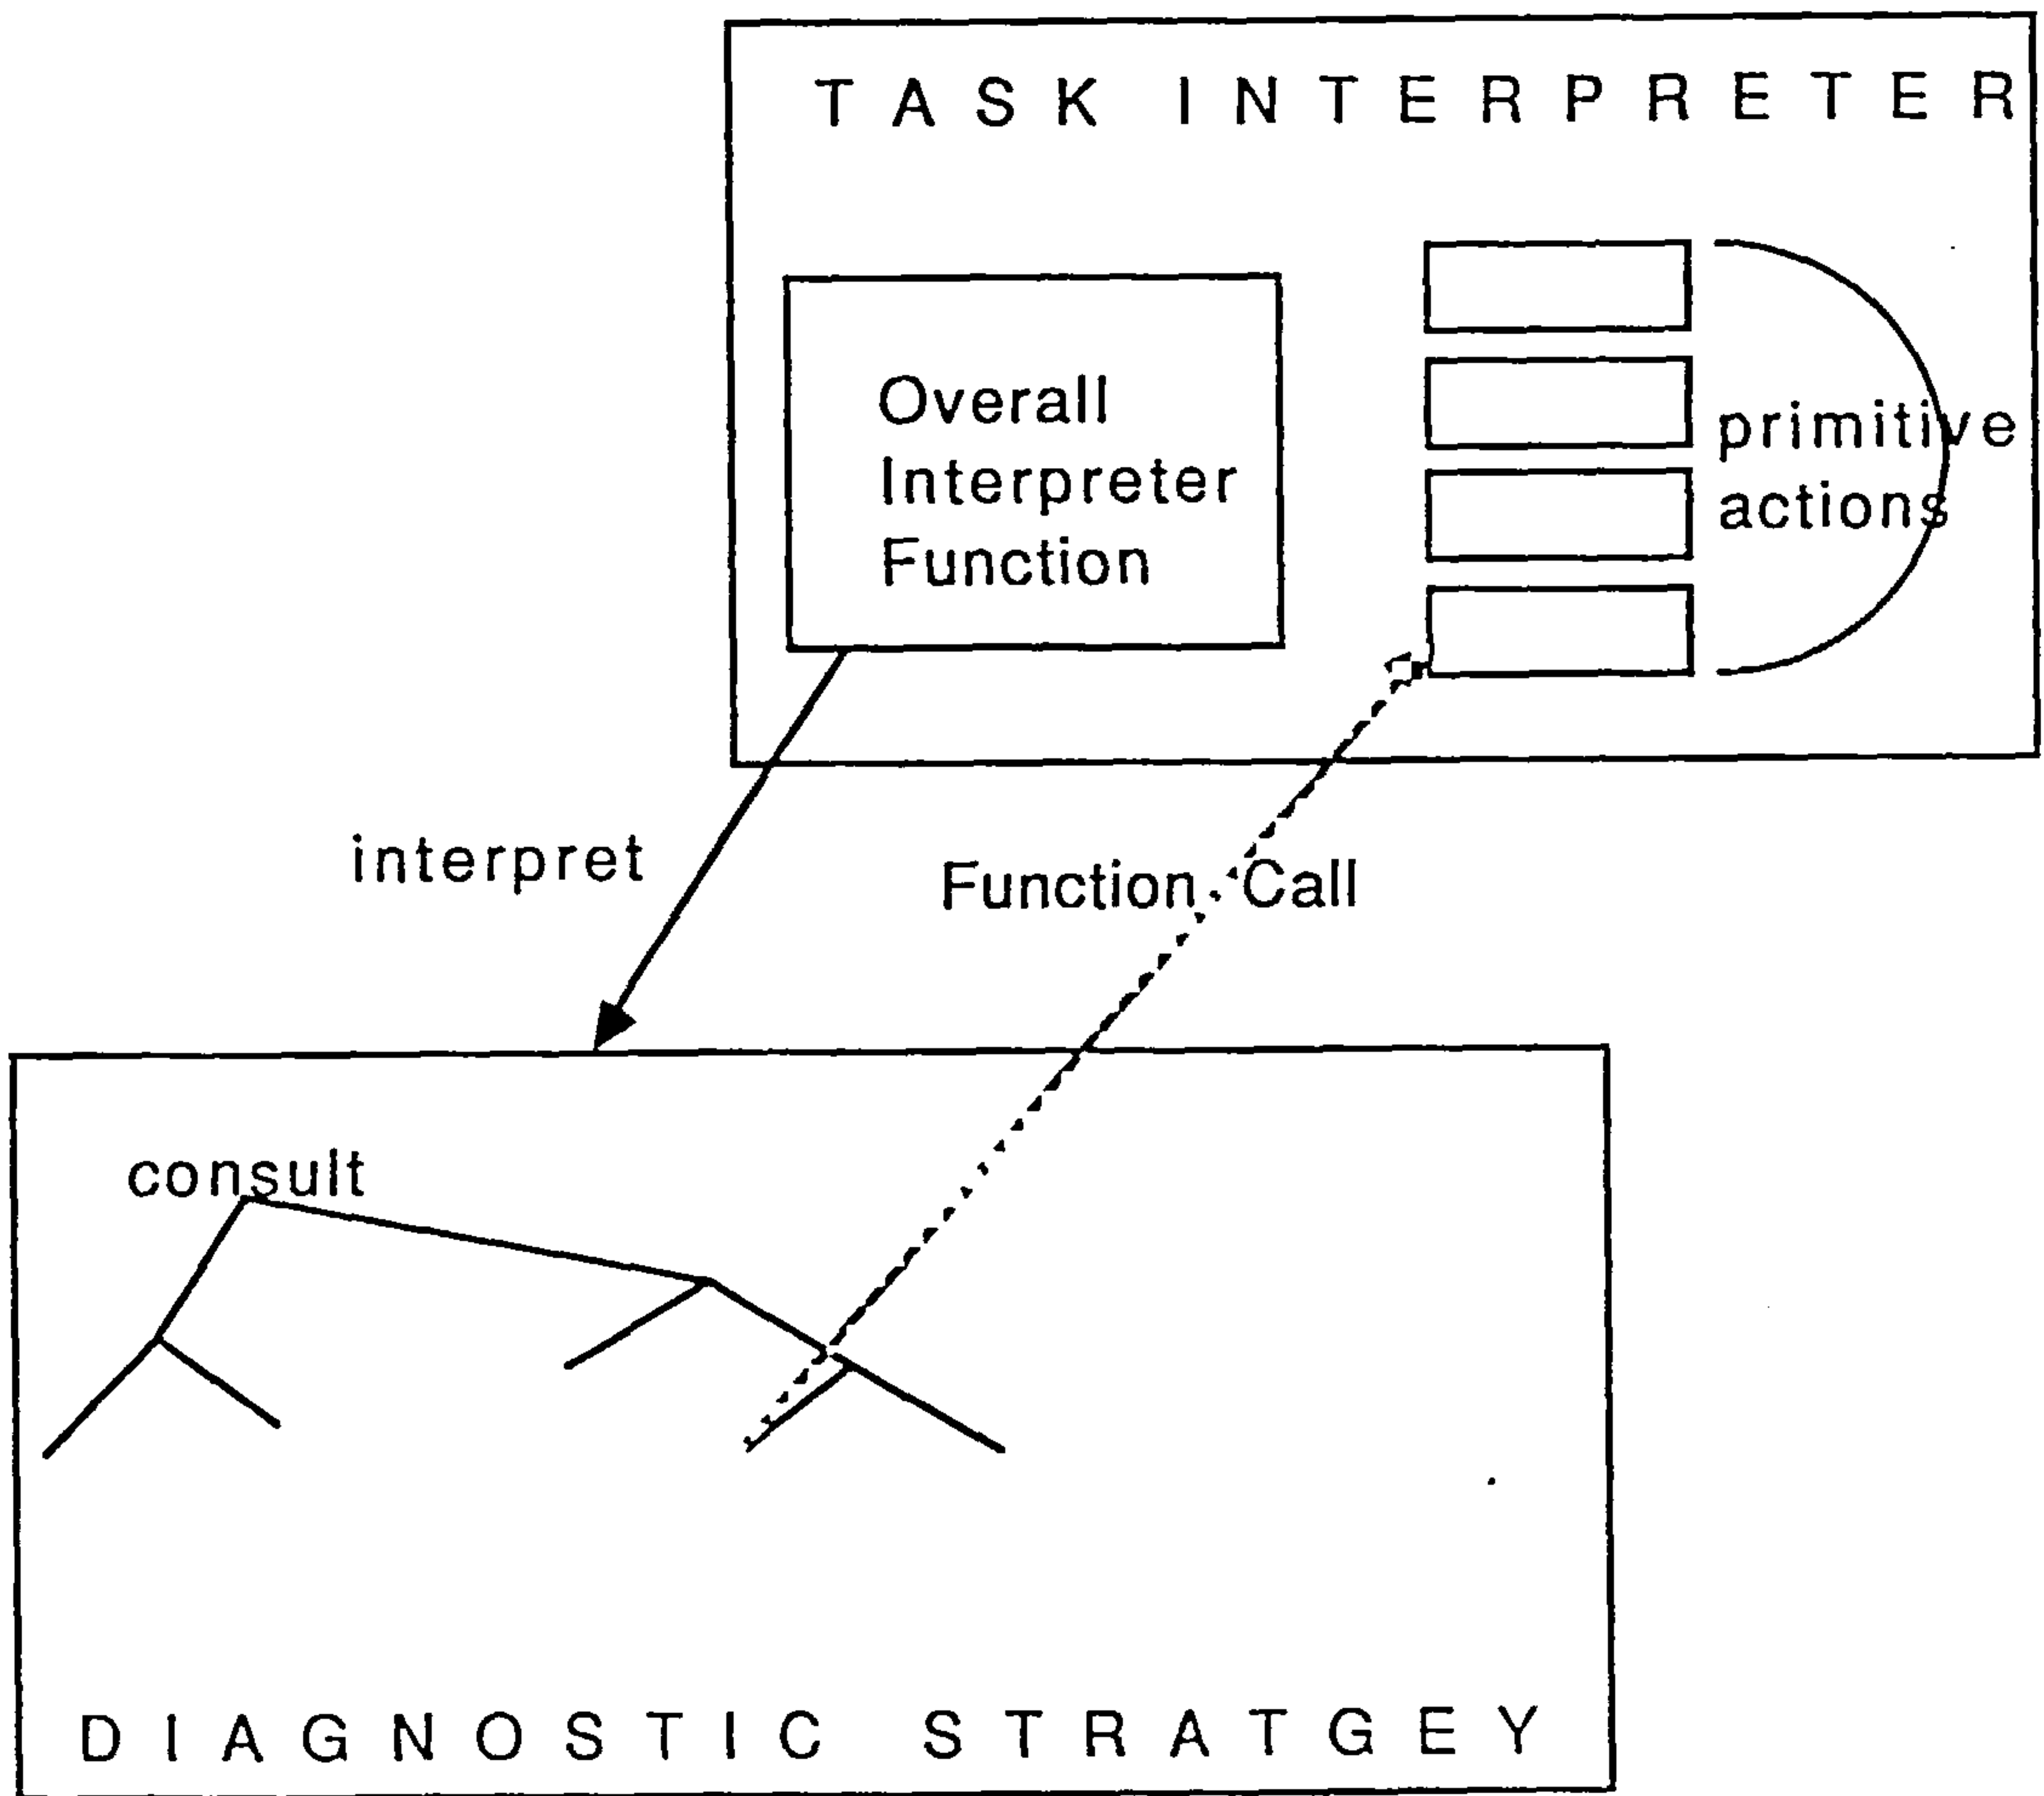 TASK INTERPRETER
Overall
Interpreter
Function
primitive
actions
interpret
Function Call
consult
DIAGNOSTIC STRATGEY